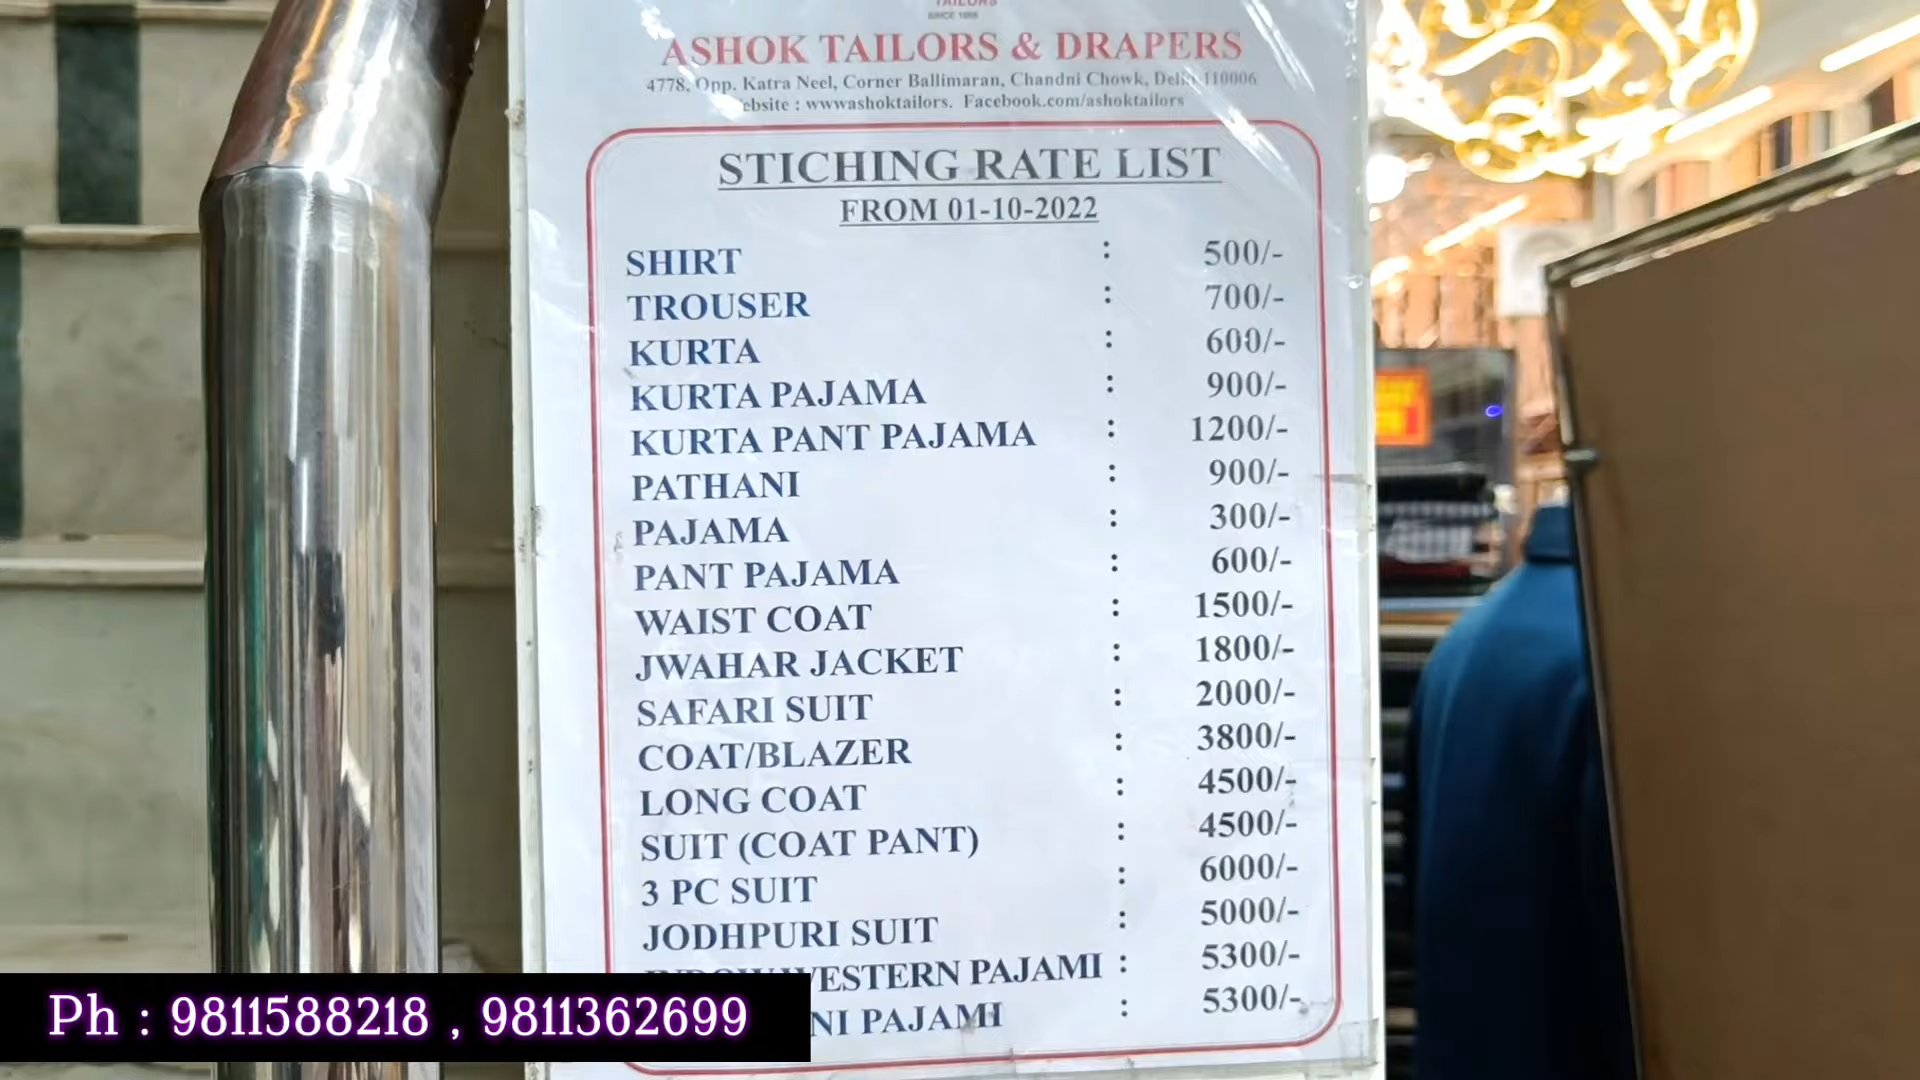 TAILORS
SINCE 1955
ASHOK TAILORS & DRAPERS
4778, Opp. Katra Neel, Corner Ballimaran, Chandni Chowk, Delhi 110006
ebsite : wwwashoktailors. Facebook.com/ashoktailors
STICHING RATE LIST
FROM 01-10-2022
SHIRT : 500/-
TROUSER : 700/-
KURTA : 600/-
KURTA PAJAMA : 900/-
KURTA PANT PAJAMA : 1200/-
PATHANI : 900/-
PAJAMA : 300/-
PANT PAJAMA : 600/-
WAIST COAT : 1500/-
JWAHAR JACKET : 1800/-
SAFARI SUIT : 2000/-
COAT/BLAZER : 3800/-
LONG COAT : 4500/-
SUIT (COAT PANT) : 4500/-
3 PC SUIT : 6000/-
JODHPURI SUIT : 5000/-
WESTERN PAJAMI : 5300/-
NI PAJAMI : 5300/-
Ph : 9811588218 , 9811362699